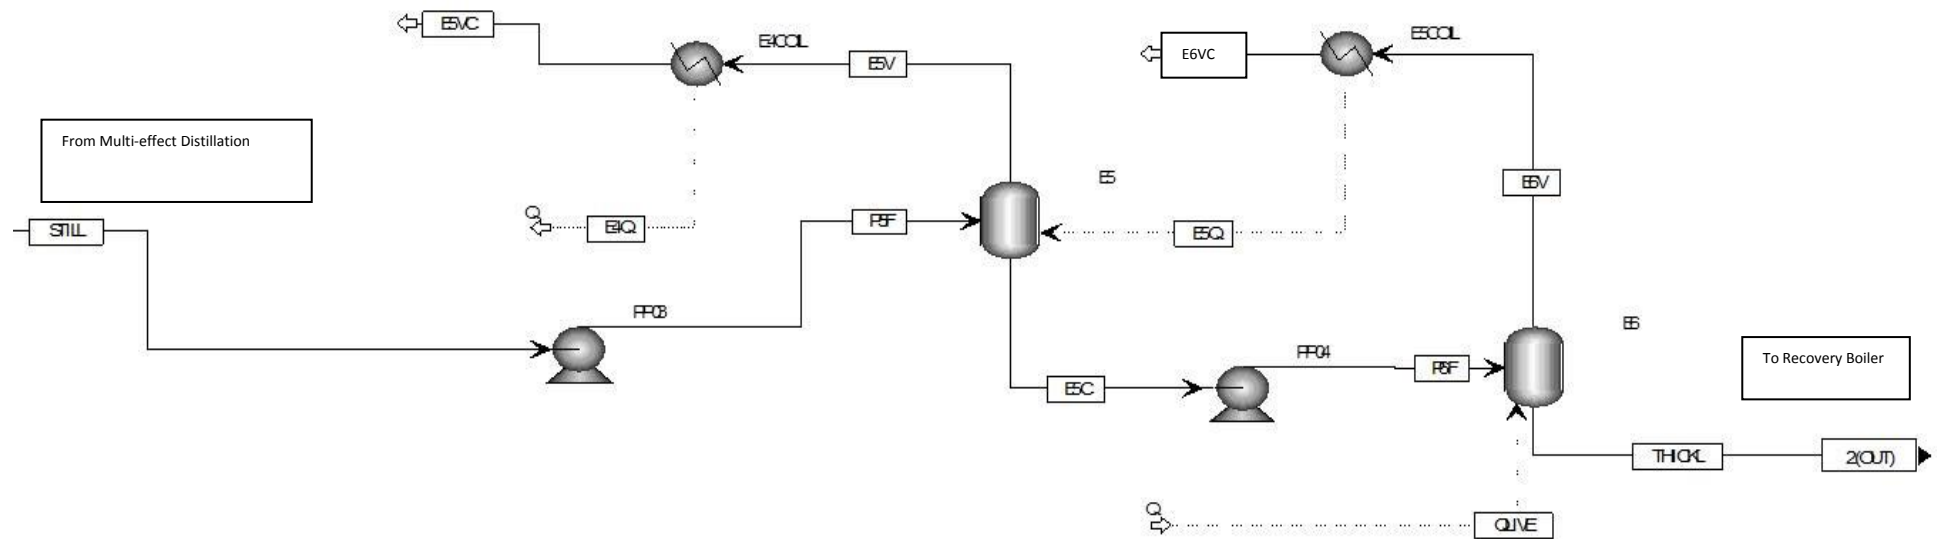 E5VC
E4COIL
E5V
E6VC
E5COIL
From Multi-effect Distillation
E5
E6V
STILL
Q
E4Q
P5F
E5Q
PP03
E6
PP04
P6F
To Recovery Boiler
E5C
THICKL
2(OUT)
Q
QLIVE